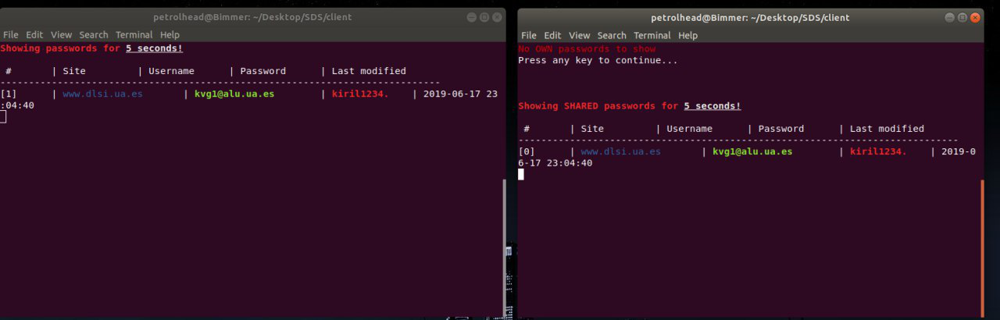 petrolhead@Bimmer: ~/Desktop/SDS/client
File Edit View Search Terminal Help
Showing passwords for 5 seconds!
# | Site | Username | Password | Last modified
-----------------------------------------------------------------------------
[1] | www.dlsi.ua.es | kvg1@alu.ua.es | kiril1234. | 2019-06-17 23
:04:40
petrolhead@Bimmer: ~/Desktop/SDS/client
File Edit View Search Terminal Help
No OWN passwords to show
Press any key to continue...
Showing SHARED passwords for 5 seconds!
# | Site | Username | Password | Last modified
-----------------------------------------------------------------------------
[0] | www.dlsi.ua.es | kvg1@alu.ua.es | kiril1234. | 2019-0
6-17 23:04:40